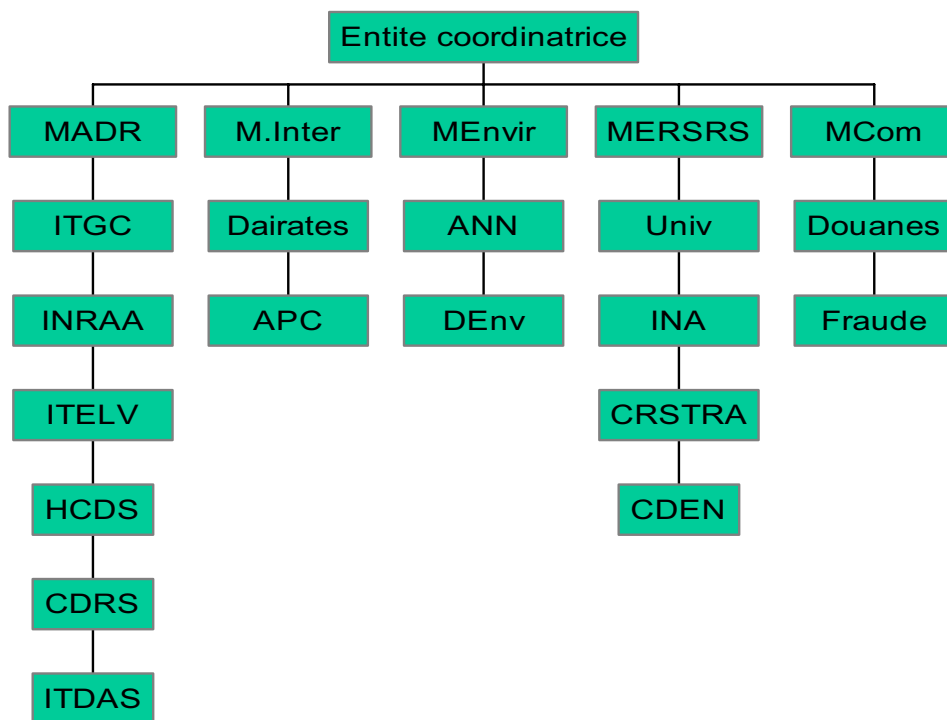 Entite coordinatrice
MADR
M.Inter
MEnvir
MERSRS
MCom
ITGC
Dairates
ANN
Univ
Douanes
INRAA
APC
DEnv
INA
Fraude
ITELV
CRSTRA
HCDS
CDEN
CDRS
ITDAS